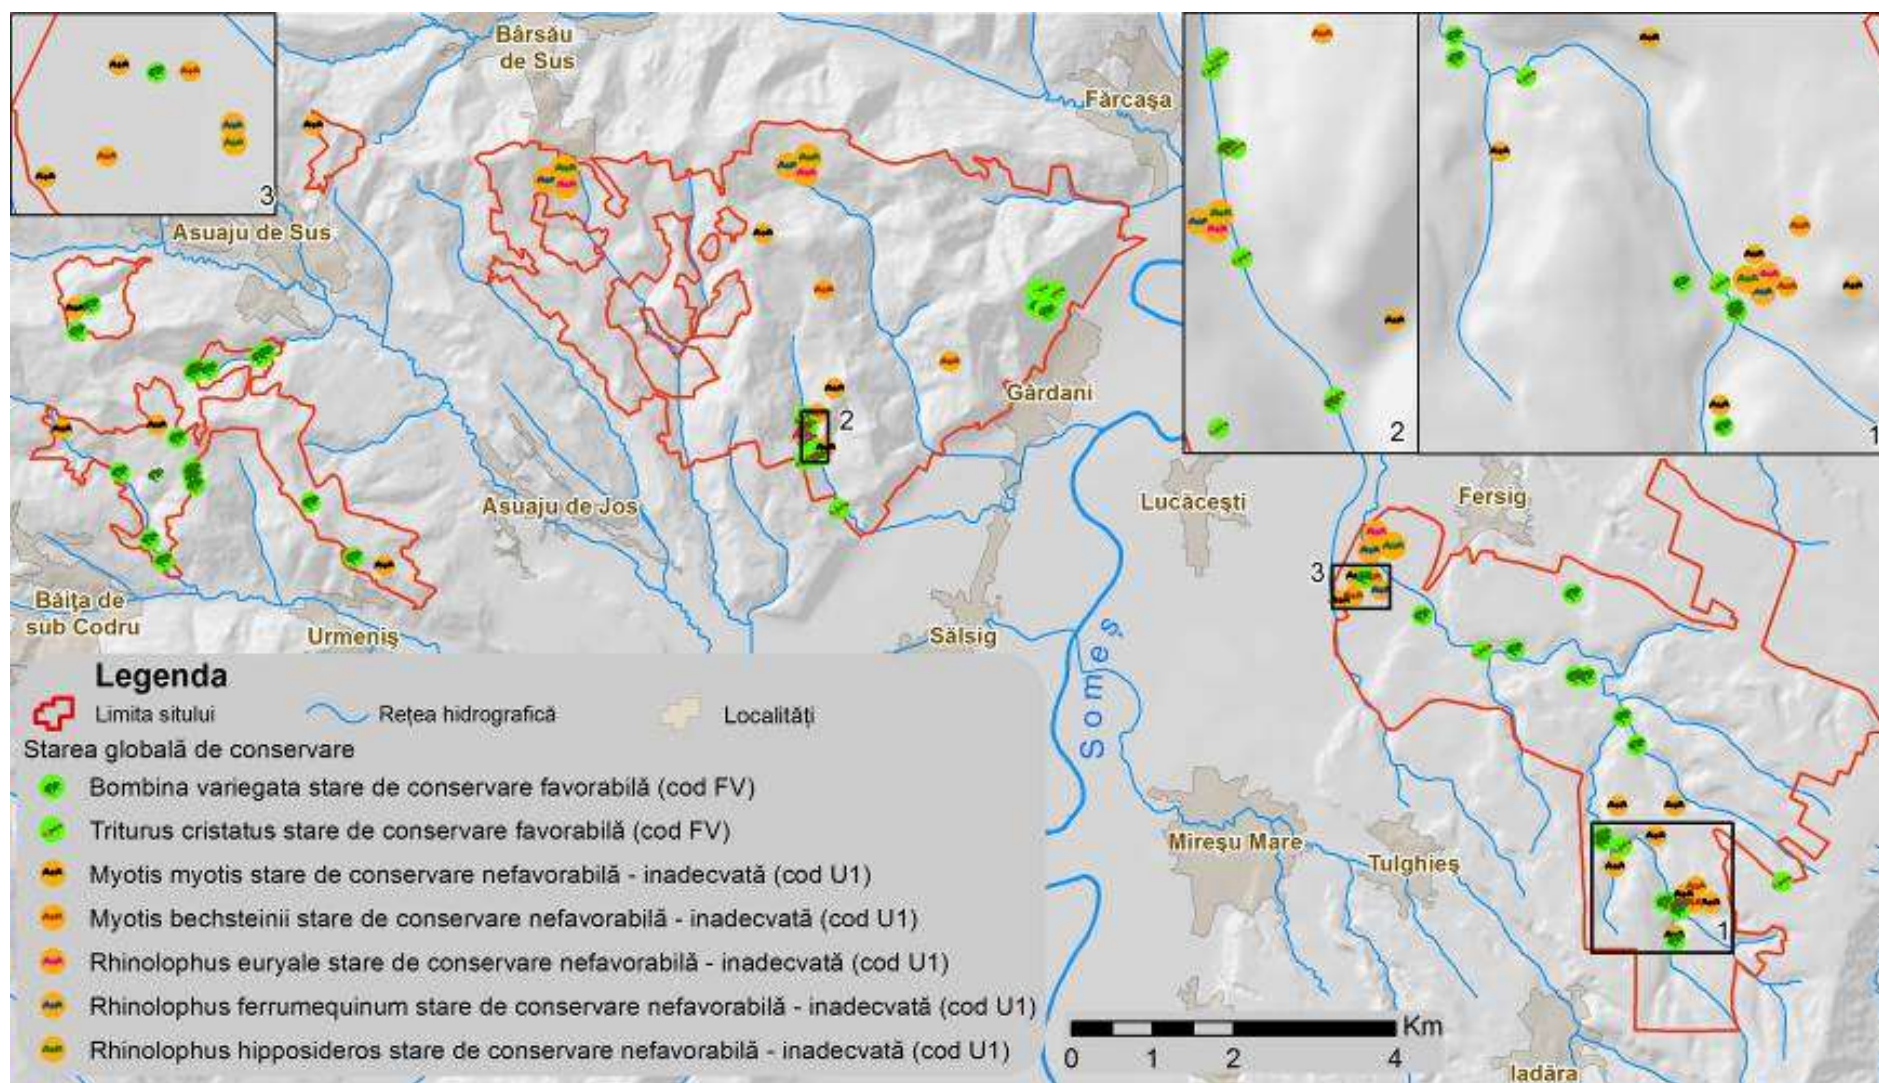 Bârsău
de Sus
Fărcaşa
Asuaju de Sus
3
2
1
Gârdani
2
Asuaju de Jos
Lucăceşti
Fersig
3
Băiţa de
sub Codru
Urmeniş
Sălsig
Someş
Mireşu Mare
Tulghieş
1
Iadăra
Legenda
Limita sitului
Reţea hidrografică
Localităţi
Starea globală de conservare
Bombina variegata stare de conservare favorabilă (cod FV)
Triturus cristatus stare de conservare favorabilă (cod FV)
Myotis myotis stare de conservare nefavorabilă - inadecvată (cod U1)
Myotis bechsteinii stare de conservare nefavorabilă - inadecvată (cod U1)
Rhinolophus euryale stare de conservare nefavorabilă - inadecvată (cod U1)
Rhinolophus ferrumequinum stare de conservare nefavorabilă - inadecvată (cod U1)
Rhinolophus hipposideros stare de conservare nefavorabilă - inadecvată (cod U1)
Km
0 1 2 4